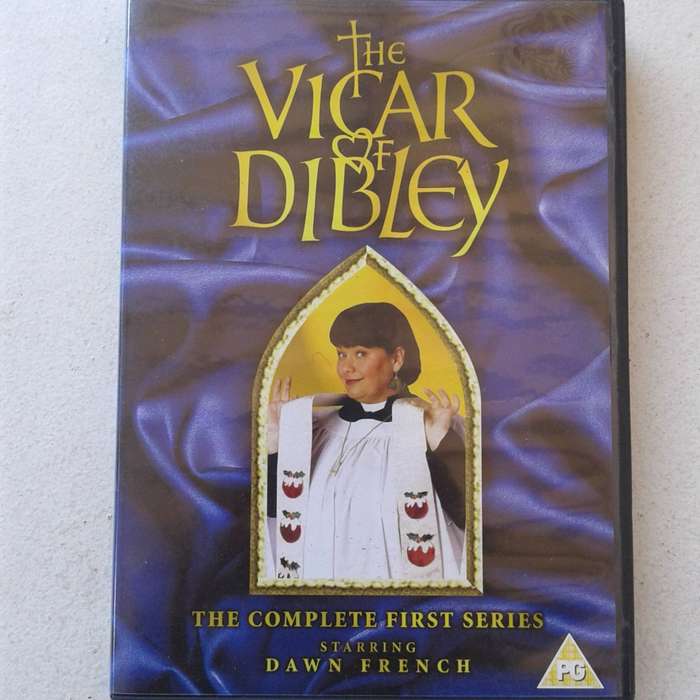 THE
VICAR
OF
DIBLEY
THE COMPLETE FIRST SERIES
STARRING
DAWN FRENCH
PG